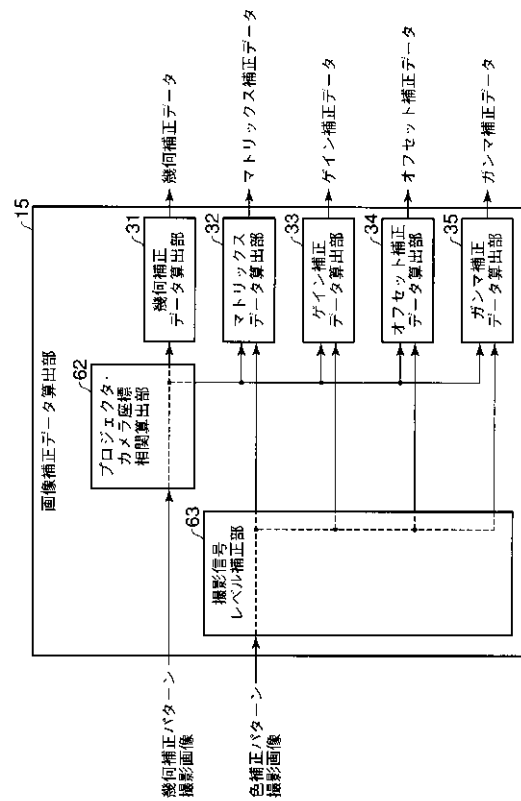 15
画像補正データ算出部
幾何補正パターン
撮影画像
62
プロジェクタ・
カメラ座標
相関算出部
31
幾何補正
データ算出部
幾何補正データ
色補正パターン
撮影画像
63
撮影信号
レベル補正部
32
マトリックス
データ算出部
マトリックス補正データ
33
ゲイン補正
データ算出部
ゲイン補正データ
34
オフセット補正
データ算出部
オフセット補正データ
35
ガンマ補正
データ算出部
ガンマ補正データ